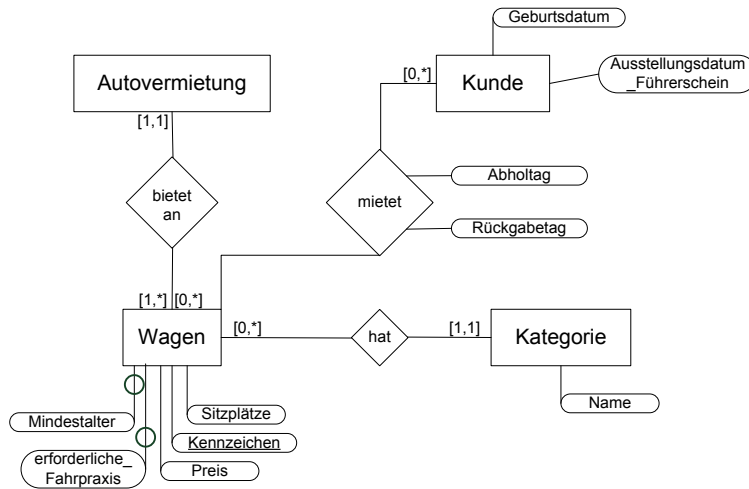 Geburtsdatum
Autovermietung
[0,*]
Kunde
Ausstellungsdatum
_Führerschein
[1,1]
bietet
an
mietet
Abholtag
Rückgabetag
[1,*]
[0,*]
Wagen
[0,*]
hat
[1,1]
Kategorie
Mindestalter
Sitzplätze
Name
Kennzeichen
erforderliche_
Fahrpraxis
Preis